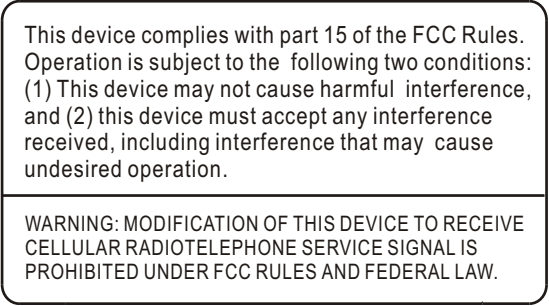 This device complies with part 15 of the FCC Rules.
Operation is subject to the following two conditions:
(1) This device may not cause harmful interference,
and (2) this device must accept any interference
received, including interference that may cause
undesired operation.
WARNING: MODIFICATION OF THIS DEVICE TO RECEIVE
CELLULAR RADIOTELEPHONE SERVICE SIGNAL IS
PROHIBITED UNDER FCC RULES AND FEDERAL LAW.